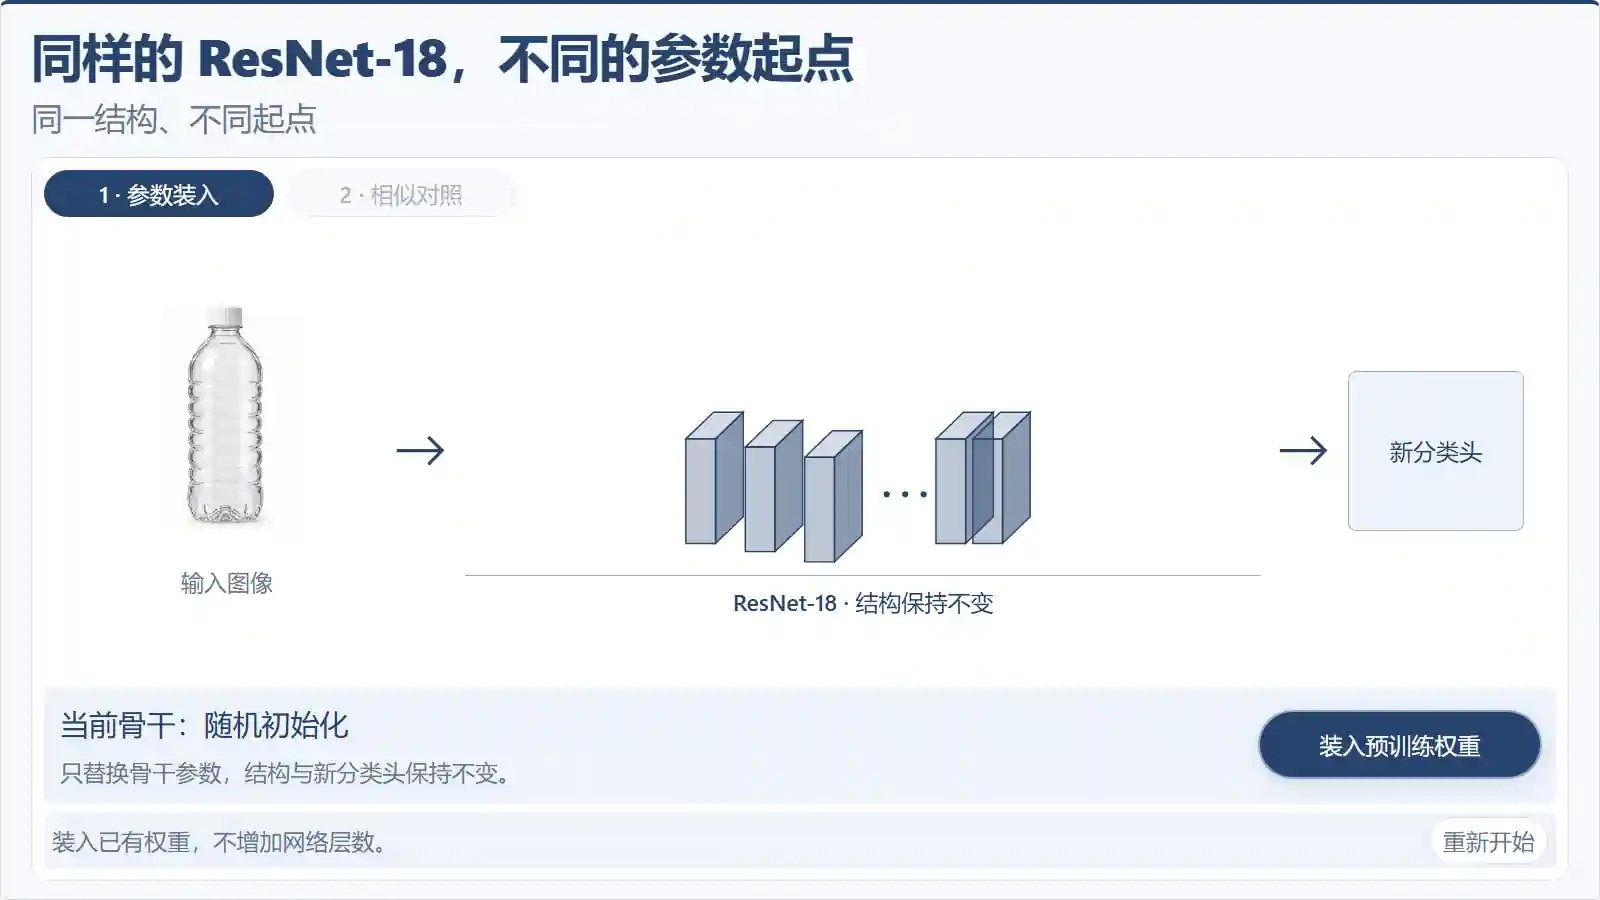 同样的 ResNet-18，不同的参数起点
同一结构、不同起点
1 · 参数装入
2 · 相似对照
输入图像
新分类头
ResNet-18 · 结构保持不变
当前骨干：随机初始化
只替换骨干参数，结构与新分类头保持不变。
装入预训练权重
装入已有权重，不增加网络层数。
重新开始